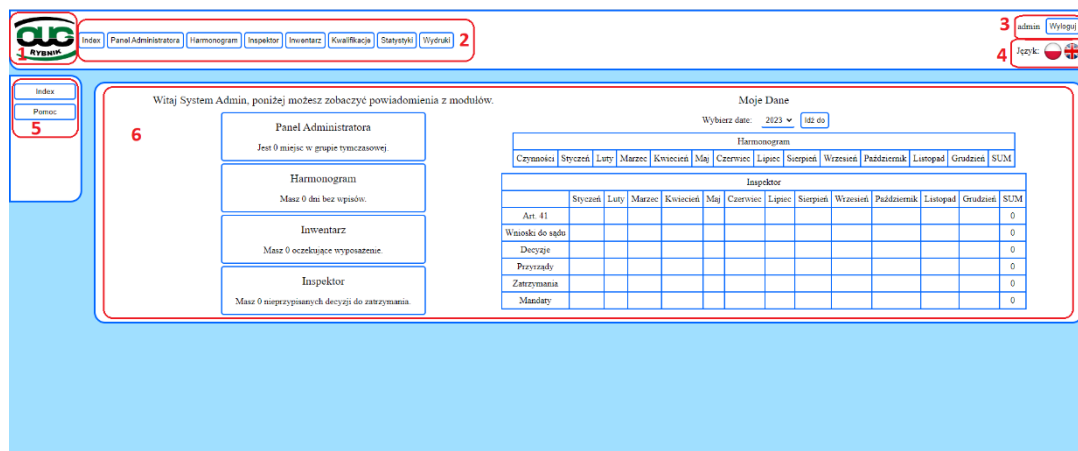 OUG
RYBNIK
1
Index Panel Administratora Harmonogram Inspektor Inwentarz Kwalifikacje Statystyki Wydruki 2
3 admin Wyloguj
4 Język:
Index
Pomoc
5
6
Witaj System Admin, poniżej możesz zobaczyć powiadomienia z modułów.
Panel Administratora
Jest 0 miejsc w grupie tymczasowej.
Harmonogram
Masz 0 dni bez wpisów.
Inwentarz
Masz 0 oczekujące wyposażenie.
Inspektor
Masz 0 nieprzypisanych decyzji do zatrzymania.
Moje Dane
Wybierz date: 2023 Idź do
Harmonogram
Czynności Styczeń Luty Marzec Kwiecień Maj Czerwiec Lipiec Sierpień Wrzesień Październik Listopad Grudzień SUM
Inspektor
Styczeń Luty Marzec Kwiecień Maj Czerwiec Lipiec Sierpień Wrzesień Październik Listopad Grudzień SUM
Art. 41 0
Wnioski do sądu 0
Decyzje 0
Przyrządy 0
Zatrzymania 0
Mandaty 0